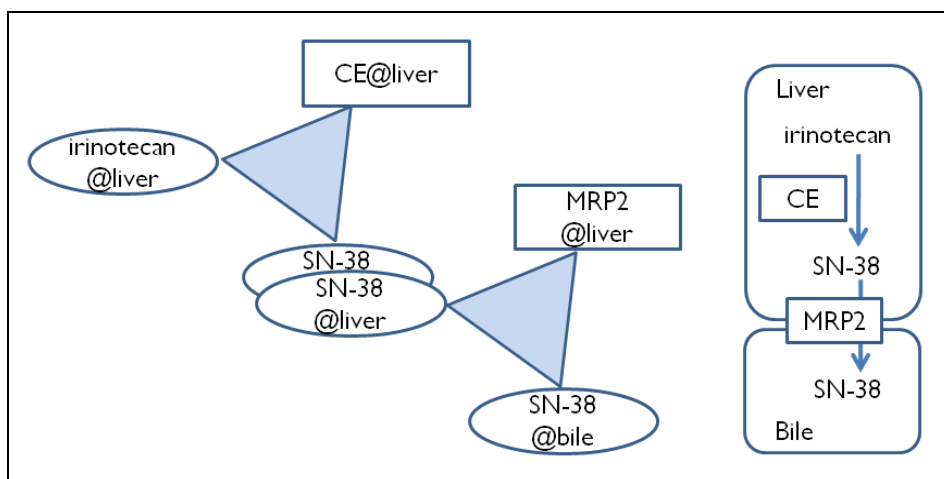 CE@liver
irinotecan
@liver
MRP2
@liver
SN-38
SN-38
@liver
SN-38
@bile
Liver
irinotecan
CE
SN-38
MRP2
SN-38
Bile